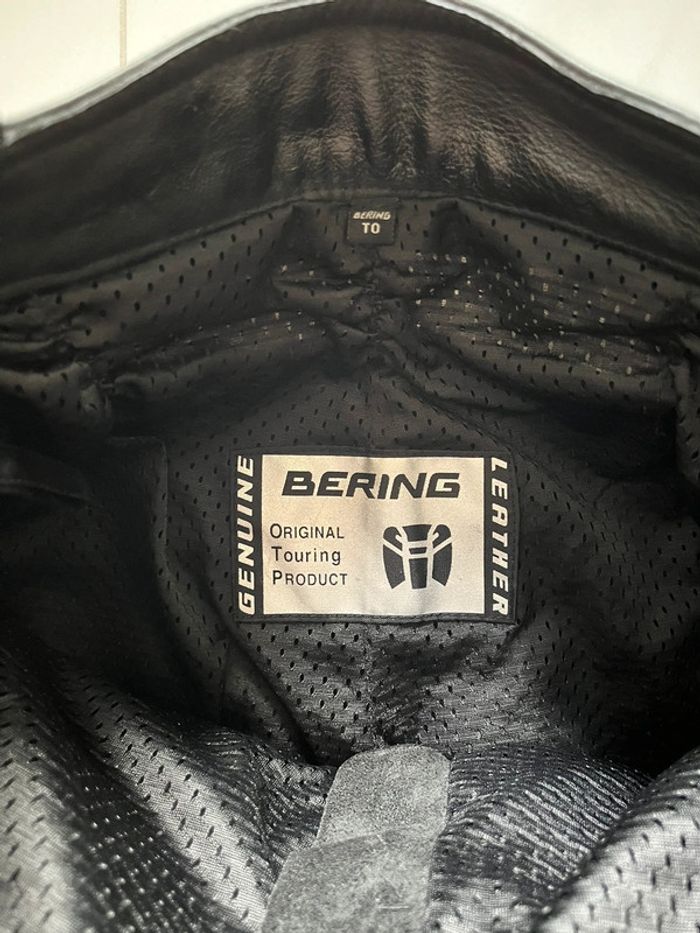 BERING
T0
GENUINE
BERING
ORIGINAL
Touring
PRODUCT
LEATHER